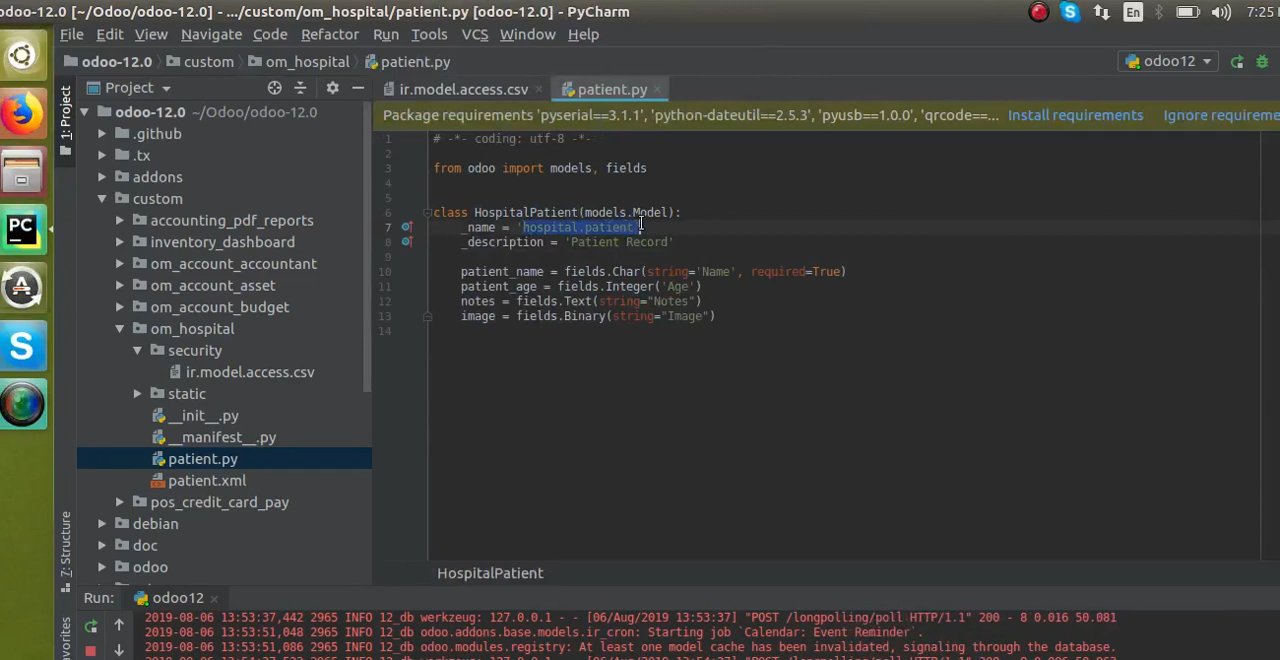 odoo-12.0 [~/Odoo/odoo-12.0] - .../custom/om_hospital/patient.py [odoo-12.0] - PyCharm
En
7:25
File Edit View Navigate Code Refactor Run Tools VCS Window Help
odoo-12.0 custom om_hospital patient.py
odoo12
Project
ir.model.access.csv
patient.py
1: Project
Package requirements 'pyserial==3.1.1', 'python-dateutil==2.5.3', 'pyusb==1.0.0', 'qrcode==... Install requirements Ignore requireme
odoo-12.0 ~/Odoo/odoo-12.0
.github
.tx
addons
custom
accounting_pdf_reports
inventory_dashboard
om_account_accountant
om_account_asset
om_account_budget
om_hospital
security
ir.model.access.csv
static
__init__.py
__manifest__.py
patient.py
patient.xml
pos_credit_card_pay
debian
doc
odoo
PC
S
1 # -*- coding: utf-8 -*-
2
3 from odoo import models, fields
4
5
6 class HospitalPatient(models.Model):
7 _name = 'hospital.patient'
8 _description = 'Patient Record'
9
10 patient_name = fields.Char(string='Name', required=True)
11 patient_age = fields.Integer('Age')
12 notes = fields.Text(string="Notes")
13 image = fields.Binary(string="Image")
14
HospitalPatient
7: Structure
Run: odoo12
avorites
2019-08-06 13:53:37,442 2965 INFO 12_db werkzeug: 127.0.0.1 - - [06/Aug/2019 13:53:37] "POST /longpolling/poll HTTP/1.1" 200 - 8 0.016 50.081
2019-08-06 13:53:51,048 2965 INFO 12_db odoo.addons.base.models.ir_cron: Starting job `Calendar: Event Reminder`.
2019-08-06 13:53:51,086 2965 INFO 12_db odoo.modules.registry: At least one model cache has been invalidated, signaling through the database.